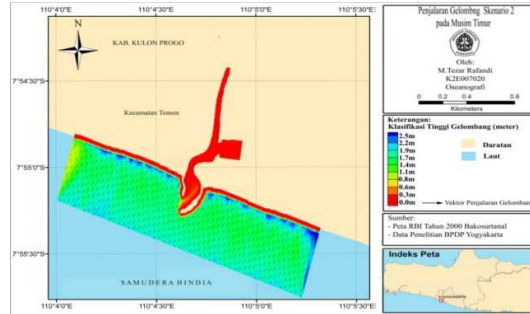 110°4'0"E 110°4'30"E 110°5'0"E 110°5'30"E
KAB. KULON PROGO
7°54'30"S
Kecamatan Temon
7°55'0"S
7°55'30"S
SAMUDERA HINDIA
110°4'0"E 110°4'30"E 110°5'0"E 110°5'30"E
Penjalaran Gelombng Skenario 2
pada Musim Timur
Oleh:
M.Tezar Rafandi
K2E007020
Oseanografi
0 0.2 0.4 0.8
Kilometers
Keterangan:
Klasifikasi Tinggi Gelombang (meter)
2.5m
2.2m
1.9m
1.7m
1.4m
1.1m
0.8m
0.6m
0.3m
0.0m
Daratan
Laut
Vektor Penjalaran Gelomban
Sumber:
- Peta RBI Tahun 2000 Bakosurtanal
- Data Penelitian BPDP Yogyakarta
Indeks Peta